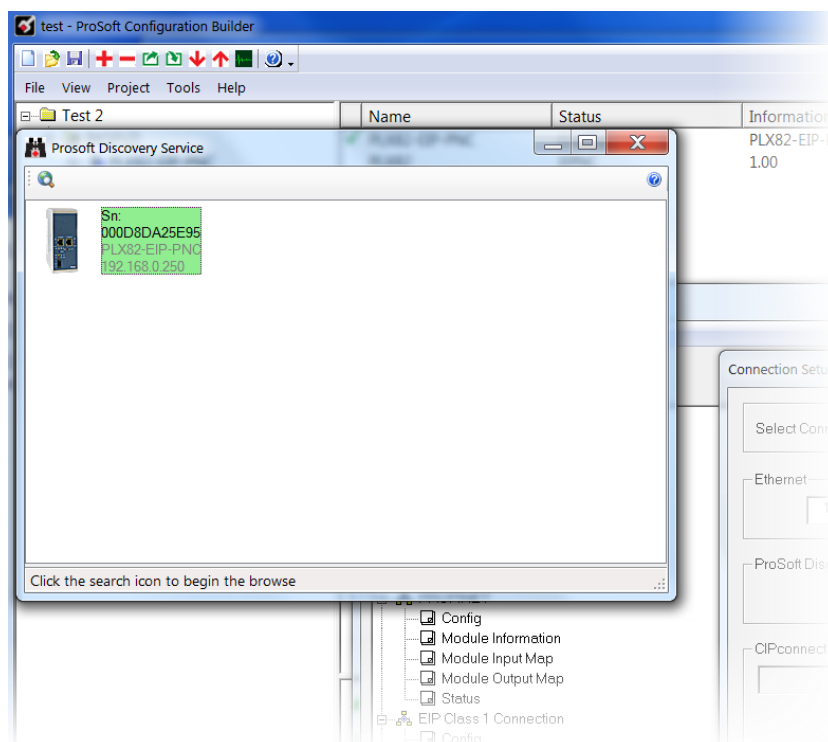 test - ProSoft Configuration Builder
File View Project Tools Help
Test 2
Name Status Information
PLX82-EIP-
1.00
Prosoft Discovery Service
Sn:
000D8DA25E95
PLX82-EIP-PNC
192.168.0.250
Click the search icon to begin the browse
Connection Setu
Select Conn
Ethernet
ProSoft Dis
CIPconnect
Config
Module Information
Module Input Map
Module Output Map
Status
EIP Class 1 Connection
Config